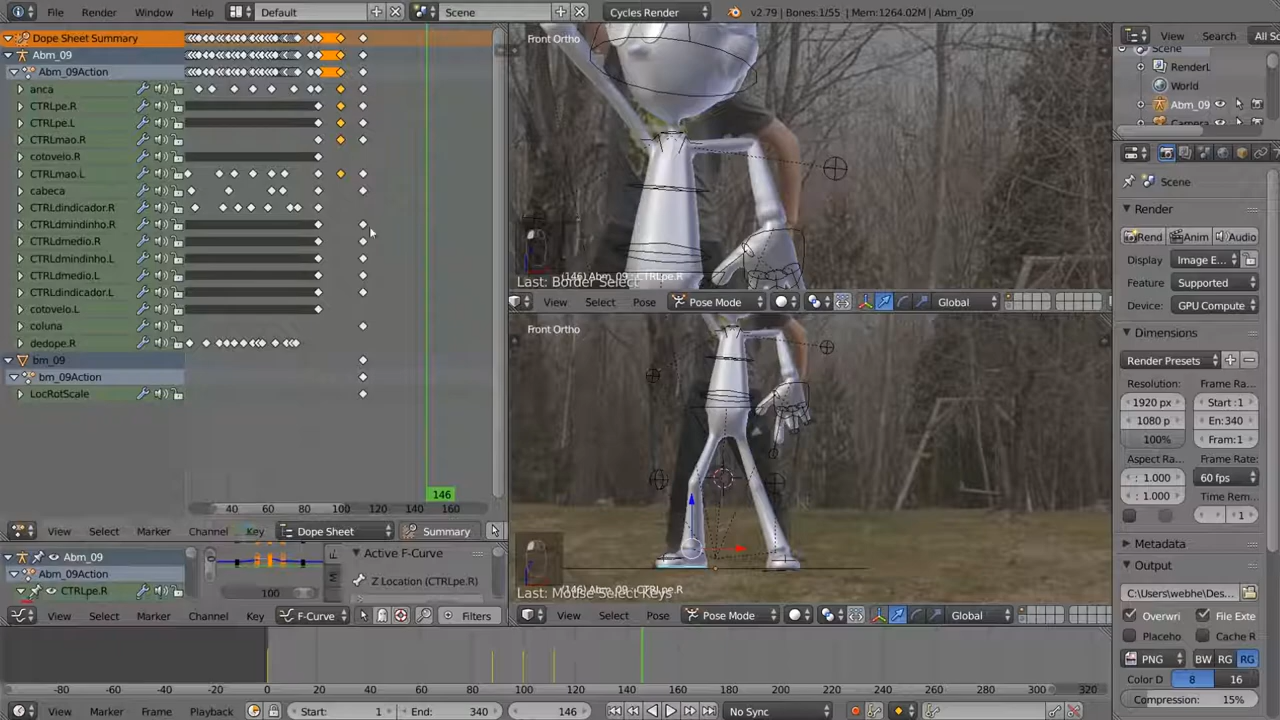 File Render Window Help Default Scene Cycles Render v2.79 | Bones:1/55 | Mem:1264.02M | Abm_09
Dope Sheet Summary
Abm_09
Abm_09Action
anca
CTRLpe.R
CTRLpe.L
CTRLmao.R
cotovelo.R
CTRLmao.L
cabeca
CTRLdindicador.R
CTRLdmindinho.R
CTRLdmedio.R
CTRLdmindinho.L
CTRLdmedio.L
CTRLdindicador.L
cotovelo.L
coluna
dedope.R
bm_09
bm_09Action
LocRotScale
146
40 60 80 100 120 140 160
View Select Marker Channel Key Dope Sheet Summary
Abm_09
Abm_09Action
CTRLpe.R
100
Active F-Curve
Z Location (CTRLpe.R)
View Select Marker Channel Key F-Curve Filters
Front Ortho
(146) Abm_09 : CTRLpe.R
Last: Border Select
View Select Pose Pose Mode Global
Front Ortho
(146) Abm_09 : CTRLpe.R
Last: Mouse Select Keys
View Select Pose Pose Mode Global
-80 -60 -40 -20 0 20 40 60 80 100 120 140 160 180 200 220 240 260 280 300 320
View Marker Frame Playback Start: 1 End: 340 146 No Sync
View Search All Sc
Scene
RenderL
World
Abm_09
Camera
Scene
Render
Rend Anim Audio
Display Image E...
Feature Supported
Device: GPU Compute
Dimensions
Render Presets
Resolution: Frame Ra...
1920 px Start :1
1080 p En:340
100% Fram:1
Aspect Ra... Frame Rate:
: 1.000 60 fps
: 1.000 Time Rem...
:1
Metadata
Output
C:\Users\webhe\Des...
Overwri File Exte
Placeho Cache R
PNG BW RG RG
Color D 8 16
Compression: 15%